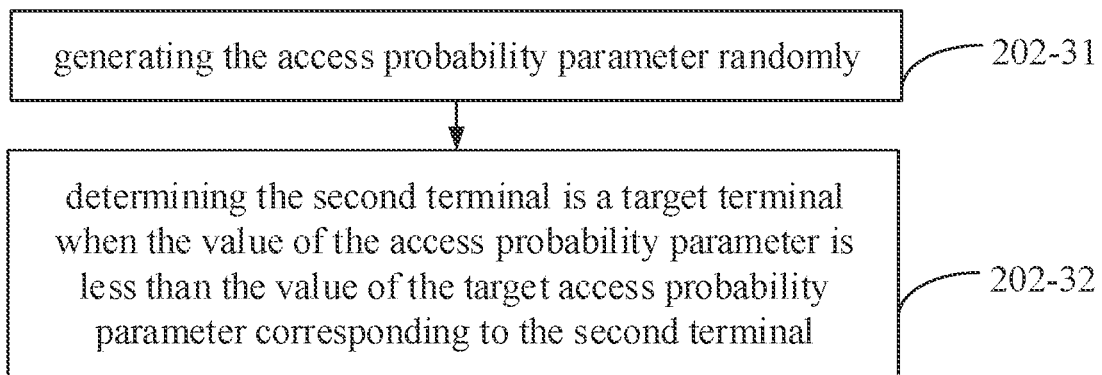 generating the access probability parameter randomly
202-31
determining the second terminal is a target terminal
when the value of the access probability parameter is
less than the value of the target access probability
parameter corresponding to the second terminal
202-32